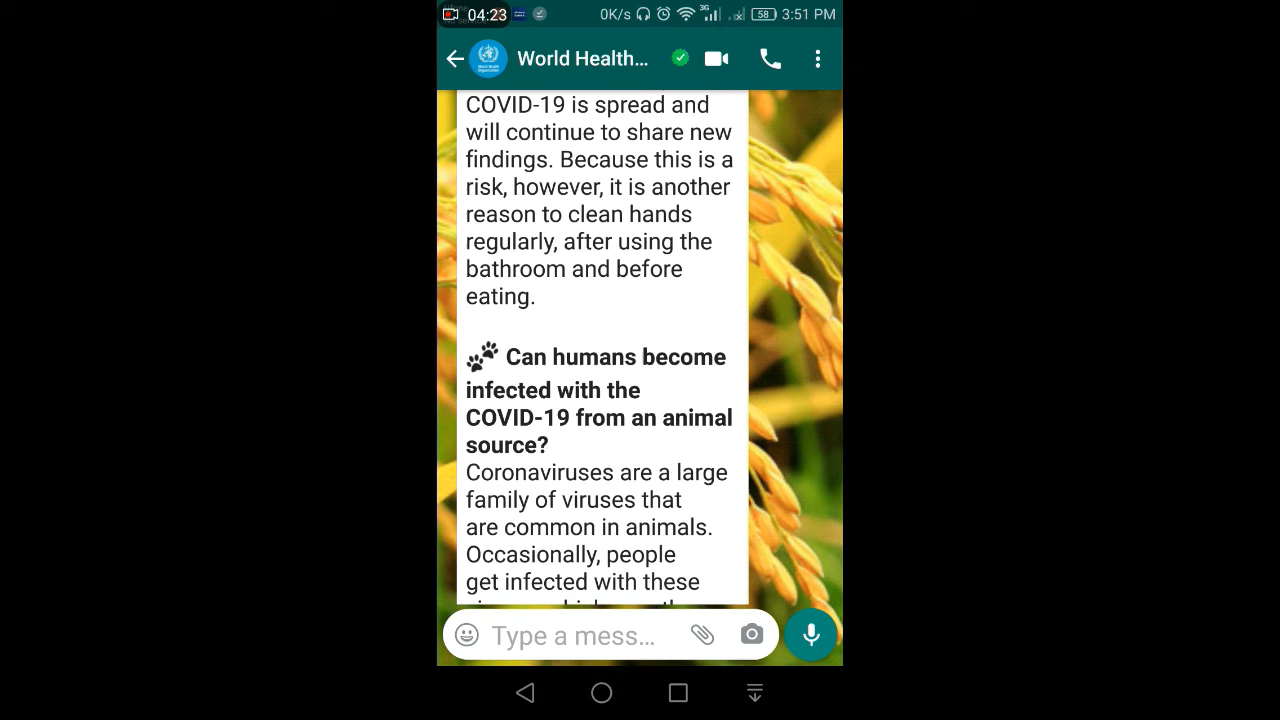 04:23
0K/s
3G
58
3:51 PM
World Health...
COVID-19 is spread and
will continue to share new
findings. Because this is a
risk, however, it is another
reason to clean hands
regularly, after using the
bathroom and before
eating.
Can humans become
infected with the
COVID-19 from an animal
source?
Coronaviruses are a large
family of viruses that
are common in animals.
Occasionally, people
get infected with these
Type a mess...